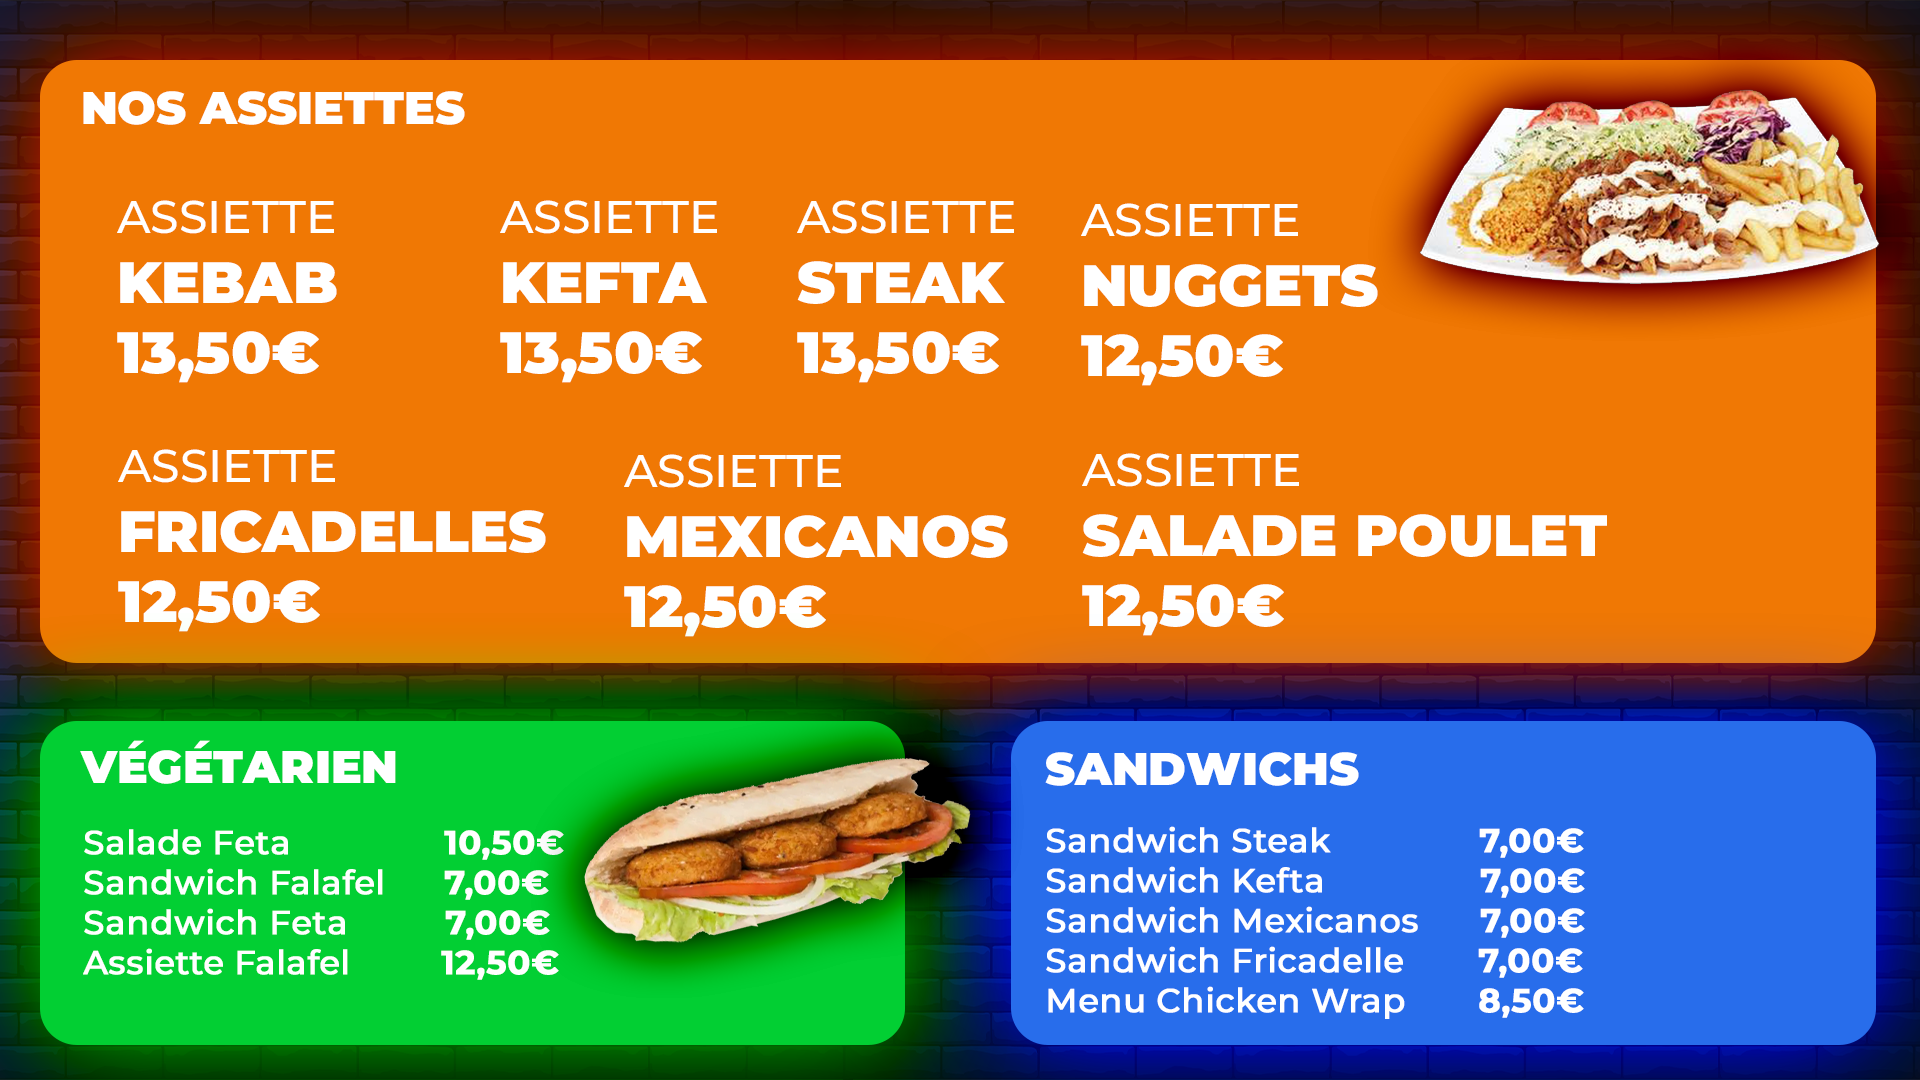 NOS ASSIETTES
ASSIETTE
KEBAB
13,50€
ASSIETTE
KEFTA
13,50€
ASSIETTE
STEAK
13,50€
ASSIETTE
NUGGETS
12,50€
ASSIETTE
FRICADELLES
12,50€
ASSIETTE
MEXICANOS
12,50€
ASSIETTE
SALADE POULET
12,50€
VÉGÉTARIEN
Salade Feta 10,50€
Sandwich Falafel 7,00€
Sandwich Feta 7,00€
Assiette Falafel 12,50€
SANDWICHS
Sandwich Steak 7,00€
Sandwich Kefta 7,00€
Sandwich Mexicanos 7,00€
Sandwich Fricadelle 7,00€
Menu Chicken Wrap 8,50€